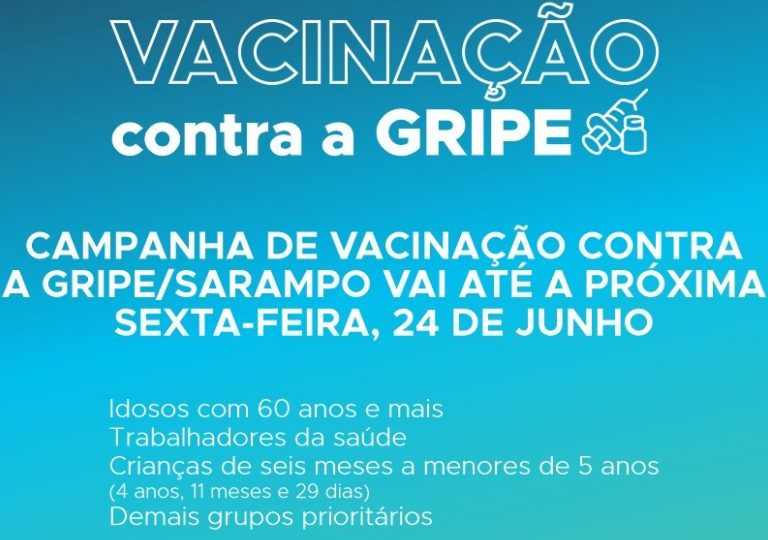 VACINAÇÃO
contra a GRIPE
CAMPANHA DE VACINAÇÃO CONTRA
A GRIPE/SARAMPO VAI ATÉ A PRÓXIMA
SEXTA-FEIRA, 24 DE JUNHO
Idosos com 60 anos e mais
Trabalhadores da saúde
Crianças de seis meses a menores de 5 anos
(4 anos, 11 meses e 29 dias)
Demais grupos prioritários